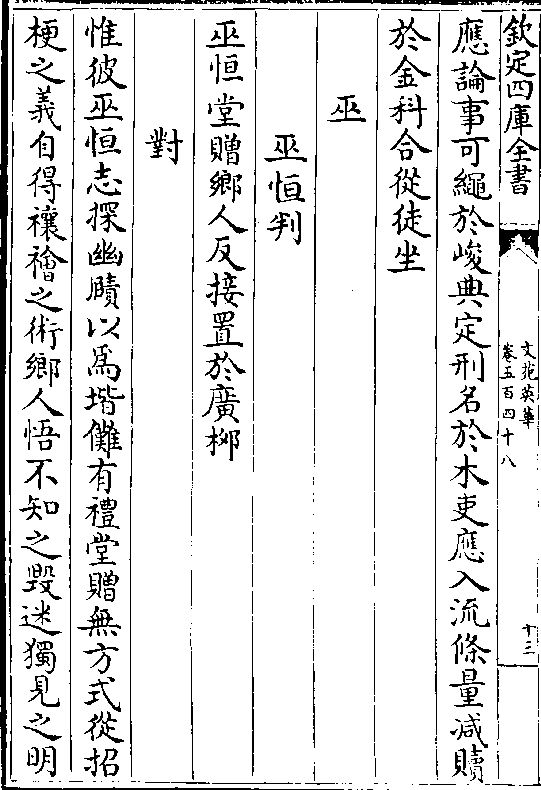 欽定四庫全書
文苑英華
卷五百四十八
十三
應論事可繩於峻典定刑名於木吏應入流條量減贖
於金科合從徒坐
巫
巫恒判
巫恒堂贈鄉人反接置於廣栁
對
惟彼巫恒志探幽賾以為堦儺有禮堂贈無方式從招
梗之義自得禳禬之術鄉人悟不知之毀迷獨見之明